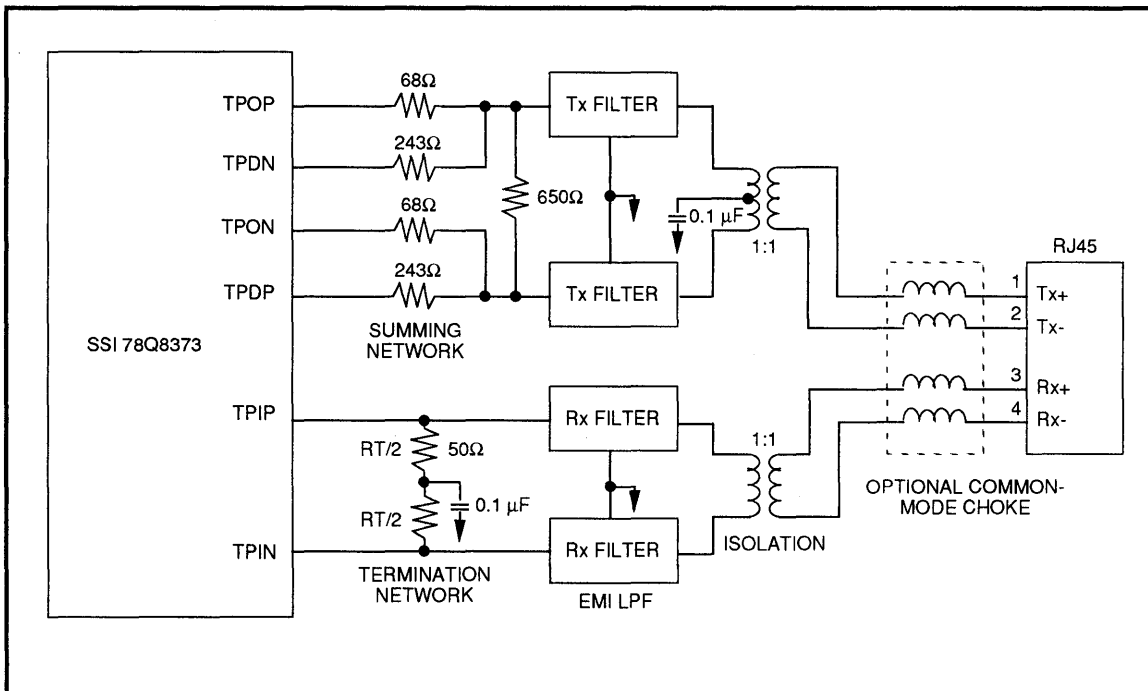 68Ω
TPOP
Tx FILTER
243Ω
TPDN
650Ω
68Ω
TPON
0.1 µF
1:1
RJ45
243Ω
TPDP
Tx FILTER
1
Tx+
SUMMING
NETWORK
2
Tx-
SSI 78Q8373
3
Rx+
TPIP
Rx FILTER
4
Rx-
RT/2
50Ω
1:1
OPTIONAL COMMON-
MODE CHOKE
RT/2
0.1 µF
TPIN
Rx FILTER
ISOLATION
TERMINATION
NETWORK
EMI LPF